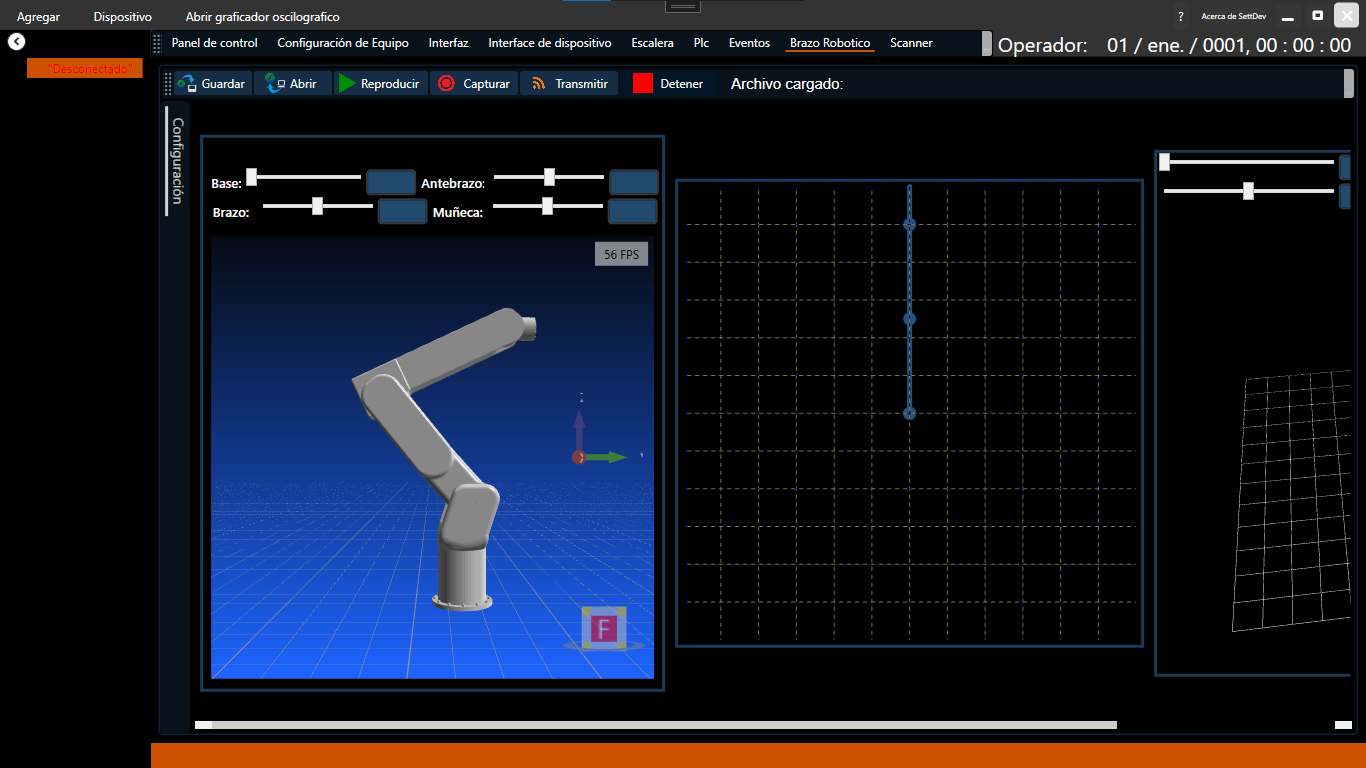 Agregar Dispositivo Abrir graficador oscilografico ? Acerca de SettDev
Panel de control Configuración de Equipo Interfaz Interface de dispositivo Escalera Plc Eventos Brazo Robotico Scanner Operador: 01 / ene. / 0001, 00 : 00 : 00
"Desconectado"
Guardar Abrir Reproducir Capturar Transmitir Detener Archivo cargado:
Configuración
Base: Antebrazo:
Brazo: Muñeca:
56 FPS
F